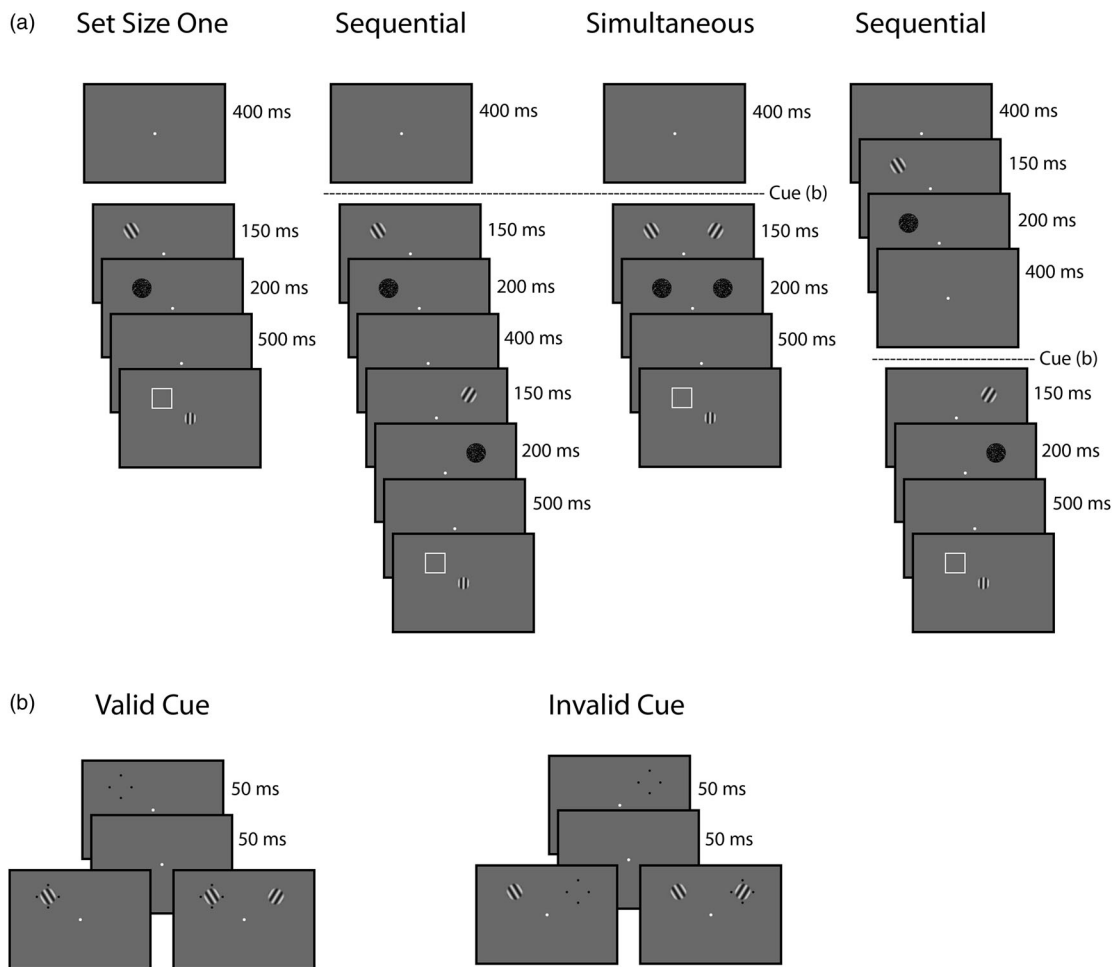 (a) Set Size One Sequential Simultaneous Sequential
400 ms 400 ms 400 ms 400 ms
150 ms
Cue (b)
150 ms 150 ms 150 ms 200 ms
200 ms 200 ms 200 ms 400 ms
500 ms 400 ms 500 ms
Cue (b)
150 ms 150 ms
200 ms 200 ms
500 ms 500 ms
(b) Valid Cue Invalid Cue
50 ms 50 ms
50 ms 50 ms